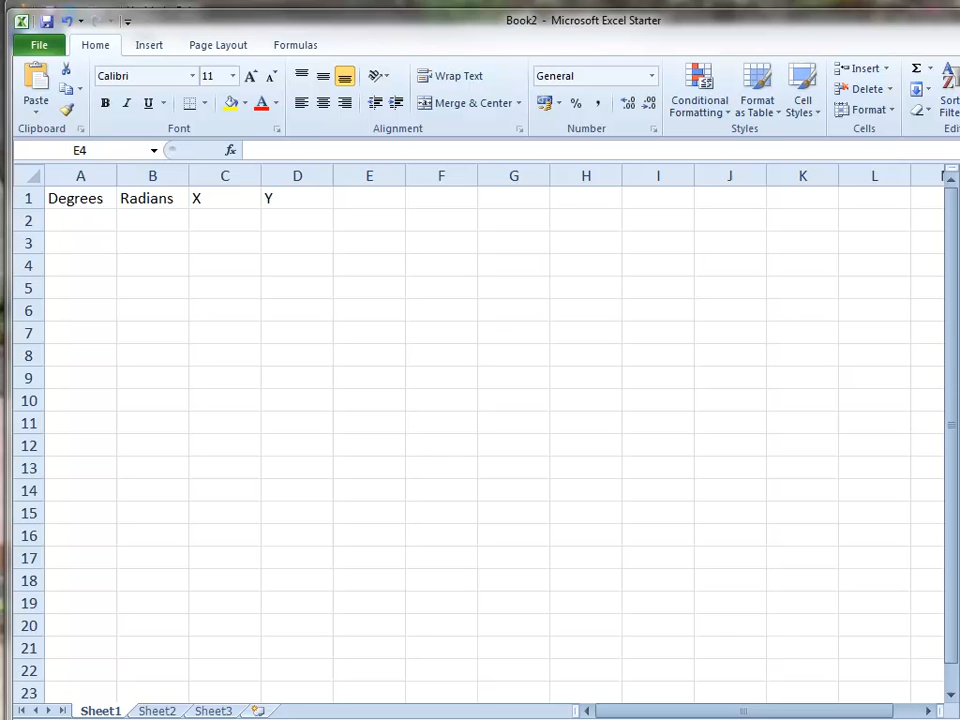 Book2 - Microsoft Excel Starter
File Home Insert Page Layout Formulas
Calibri 11 Wrap Text General Insert Σ
Paste B I U Merge & Center % , Conditional Formatting Format as Table Cell Styles Delete Format Sort Filte
Clipboard Font Alignment Number Styles Cells Edi
E4 fx
A B C D E F G H I J K L
1 Degrees Radians X Y
2
3
4
5
6
7
8
9
10
11
12
13
14
15
16
17
18
19
20
21
22
23
Sheet1 Sheet2 Sheet3